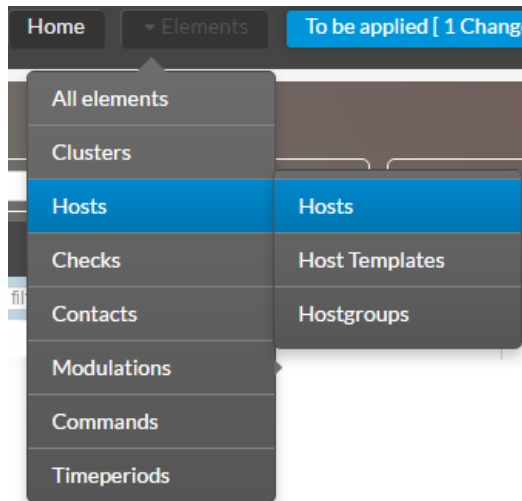 Home Elements To be applied [ 1 Chang
All elements
Clusters
Hosts Hosts
Checks Host Templates
fil
Contacts Hostgroups
Modulations
Commands
Timeperiods